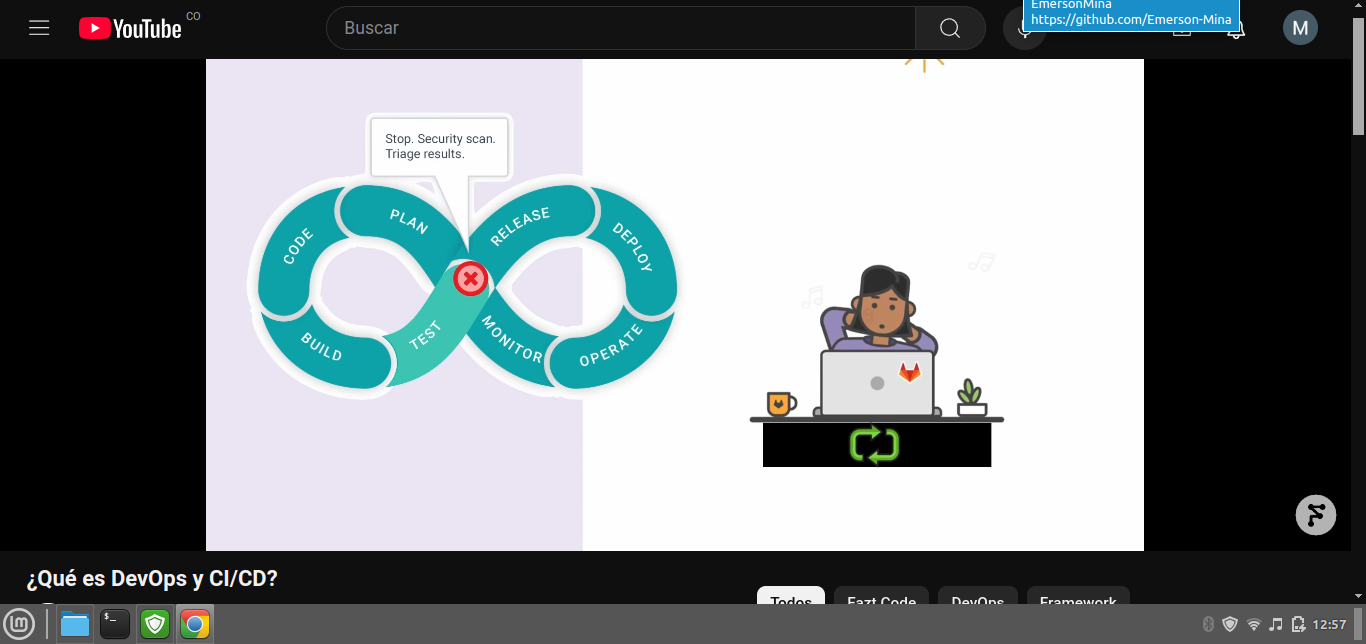 EmersonMina
https://github.com/Emerson-Mina
YouTube CO
Buscar
M
Stop. Security scan.
Triage results.
PLAN
CODE
BUILD
TEST
RELEASE
DEPLOY
OPERATE
MONITOR
¿Qué es DevOps y CI/CD?
Todos
Fazt Code
DevOps
Framework
12:57